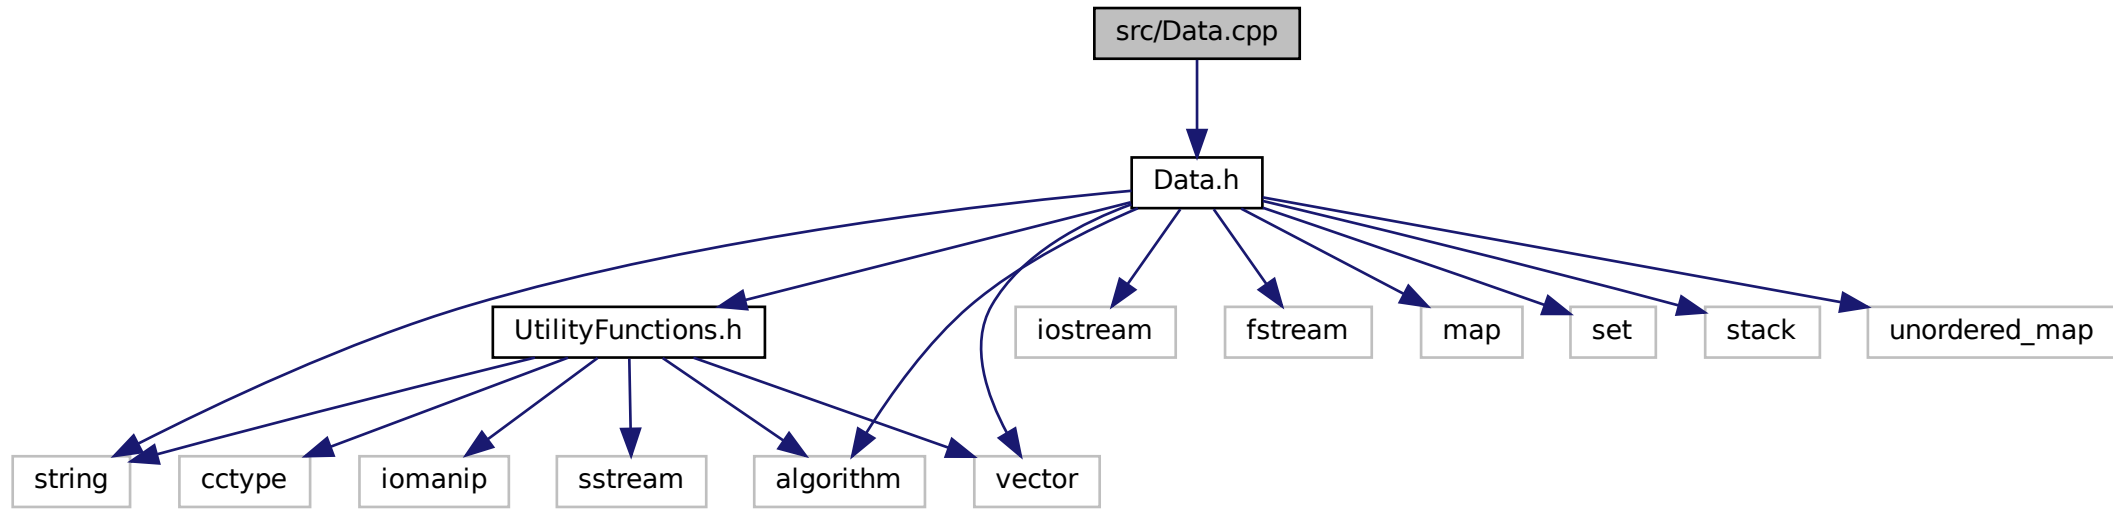 src/Data.cpp
Data.h
UtilityFunctions.h
iostream
fstream
map
set
stack
unordered_map
string
cctype
iomanip
sstream
algorithm
vector